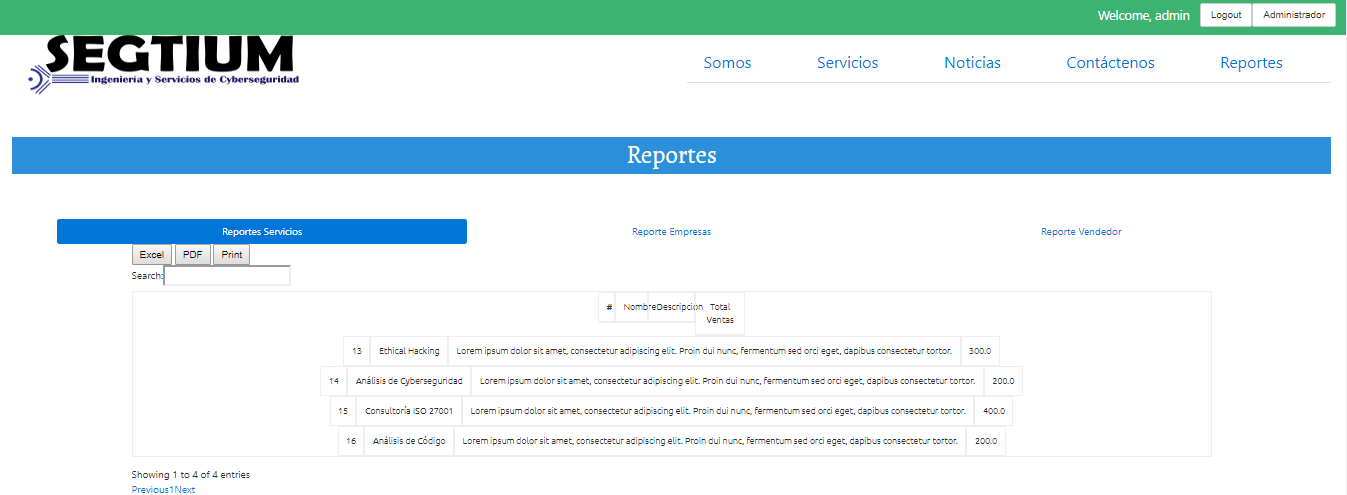 Welcome, admin Logout Administrador
SEGTIUM
Ingeniería y Servicios de Cyberseguridad
Somos Servicios Noticias Contáctenos Reportes
Reportes
Reportes Servicios Reporte Empresas Reporte Vendedor
Excel PDF Print
Search:
# Nombre Descripcion Total Ventas
13 Ethical Hacking Lorem ipsum dolor sit amet, consectetur adipiscing elit. Proin dui nunc, fermentum sed orci eget, dapibus consectetur tortor. 300.0
14 Análisis de Cyberseguridad Lorem ipsum dolor sit amet, consectetur adipiscing elit. Proin dui nunc, fermentum sed orci eget, dapibus consectetur tortor. 200.0
15 Consultoría ISO 27001 Lorem ipsum dolor sit amet, consectetur adipiscing elit. Proin dui nunc, fermentum sed orci eget, dapibus consectetur tortor. 400.0
16 Análisis de Código Lorem ipsum dolor sit amet, consectetur adipiscing elit. Proin dui nunc, fermentum sed orci eget, dapibus consectetur tortor. 200.0
Showing 1 to 4 of 4 entries
Previous1Next